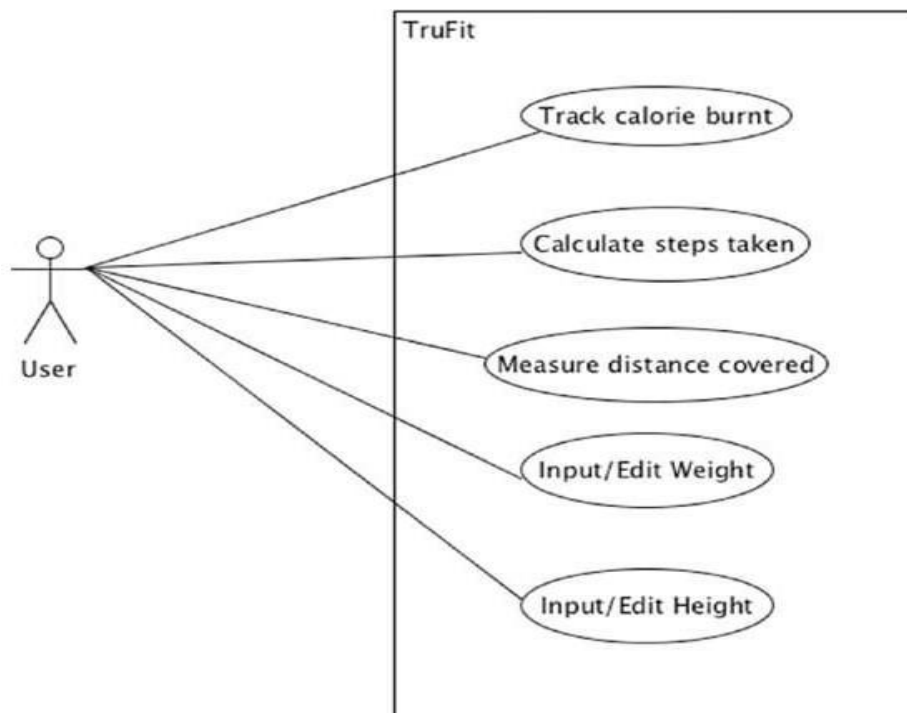 TruFit
Track calorie burnt
Calculate steps taken
User
Measure distance covered
Input/Edit Weight
Input/Edit Height